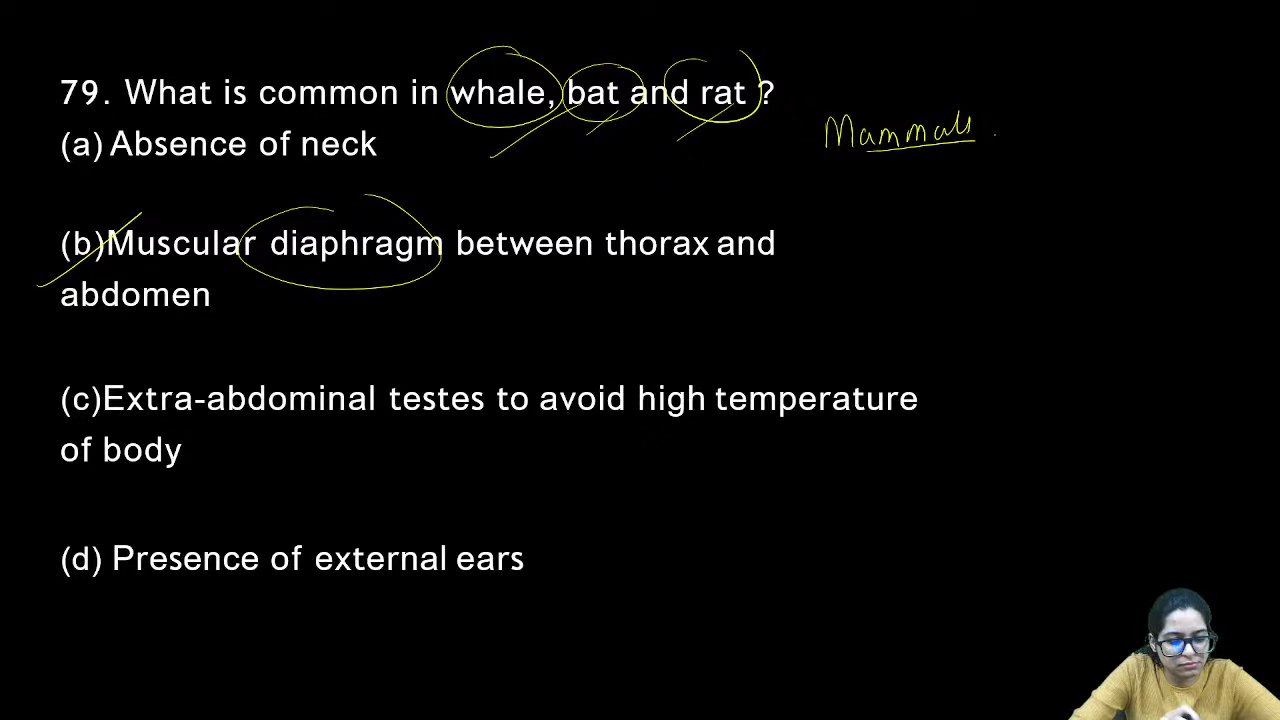 79. What is common in whale, bat and rat ?
Mammals
(a) Absence of neck
(b)Muscular diaphragm between thorax and
abdomen
(c)Extra-abdominal testes to avoid high temperature
of body
(d) Presence of external ears